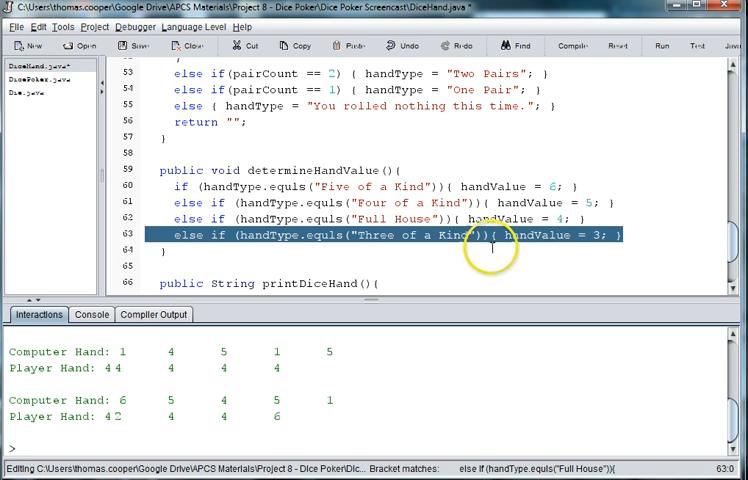 C:\Users\thomas.cooper\Google Drive\APCS Materials\Project 8 - Dice Poker\Dice Poker Screencast\DiceHand.java *
File Edit Tools Project Debugger Language Level Help
New Open Save Close Cut Copy Paste Undo Redo Find Compile Reset Run Test Java
DiceHand.java*
DicePoker.java
Die.java
53 else if(pairCount == 2) { handType = "Two Pairs"; }
54 else if(pairCount == 1) { handType = "One Pair"; }
55 else { handType = "You rolled nothing this time."; }
56 return "";
57 }
58
59 public void determineHandValue(){
60 if (handType.equls("Five of a Kind")){ handValue = 6; }
61 else if (handType.equls("Four of a Kind")){ handValue = 5; }
62 else if (handType.equls("Full House")){ handValue = 4; }
63 else if (handType.equls("Three of a Kind")){ handValue = 3; }
64 }
65
66 public String printDiceHand(){
Interactions Console Compiler Output
Computer Hand: 1 4 5 1 5
Player Hand: 4 4 4 4 4
Computer Hand: 6 5 4 5 1
Player Hand: 4 2 4 4 6
>
Editing C:\Users\thomas.cooper\Google Drive\APCS Materials\Project 8 - Dice Poker\Dic... Bracket matches: else if (handType.equls("Full House")){ 63:0